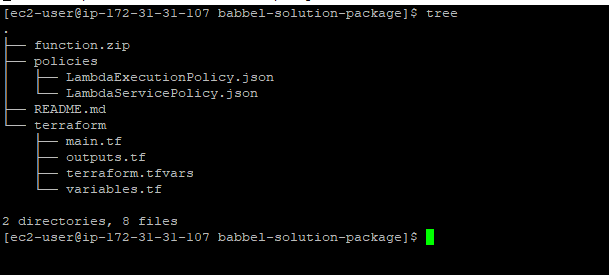 [ec2-user@ip-172-31-31-107 babbel-solution-package]$ tree
.
├── function.zip
├── policies
│   ├── LambdaExecutionPolicy.json
│   └── LambdaServicePolicy.json
├── README.md
└── terraform
    ├── main.tf
    ├── outputs.tf
    ├── terraform.tfvars
    └── variables.tf

2 directories, 8 files
[ec2-user@ip-172-31-31-107 babbel-solution-package]$